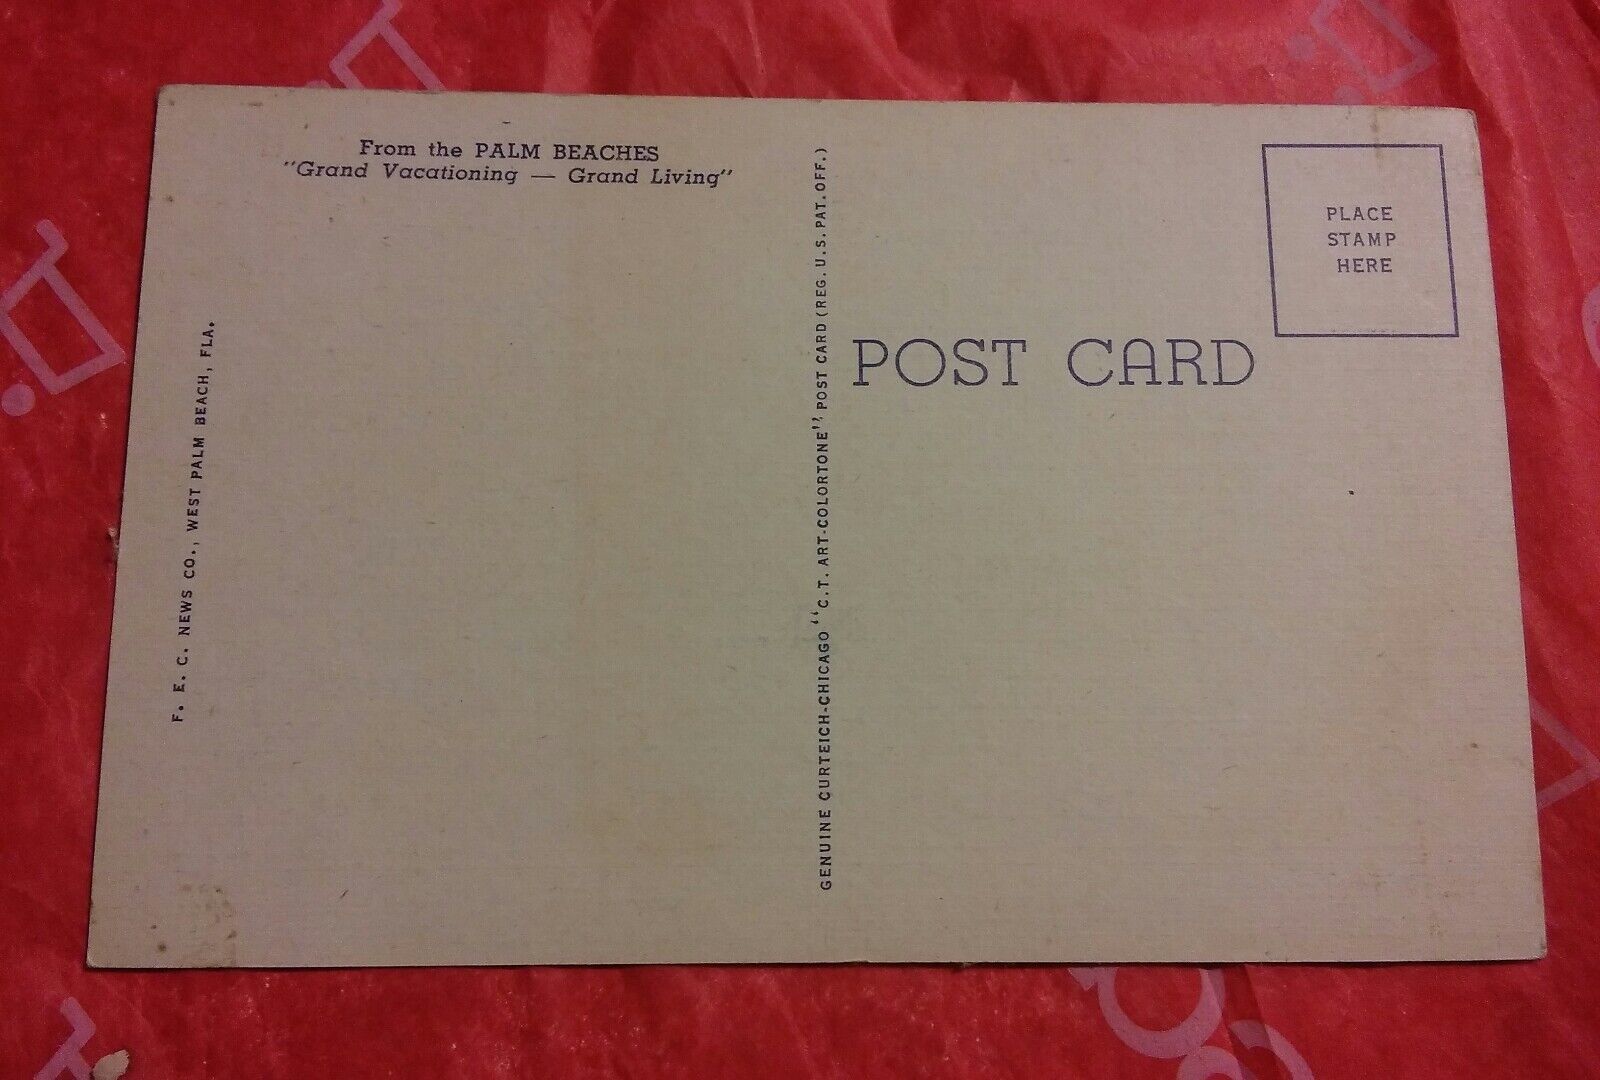 From the PALM BEACHES
"Grand Vacationing — Grand Living"
F. E. C. NEWS CO., WEST PALM BEACH, FLA.
GENUINE CURTEICH-CHICAGO "C.T. ART-COLORTONE" POST CARD (REG. U.S. PAT. OFF.)
POST CARD
PLACE
STAMP
HERE